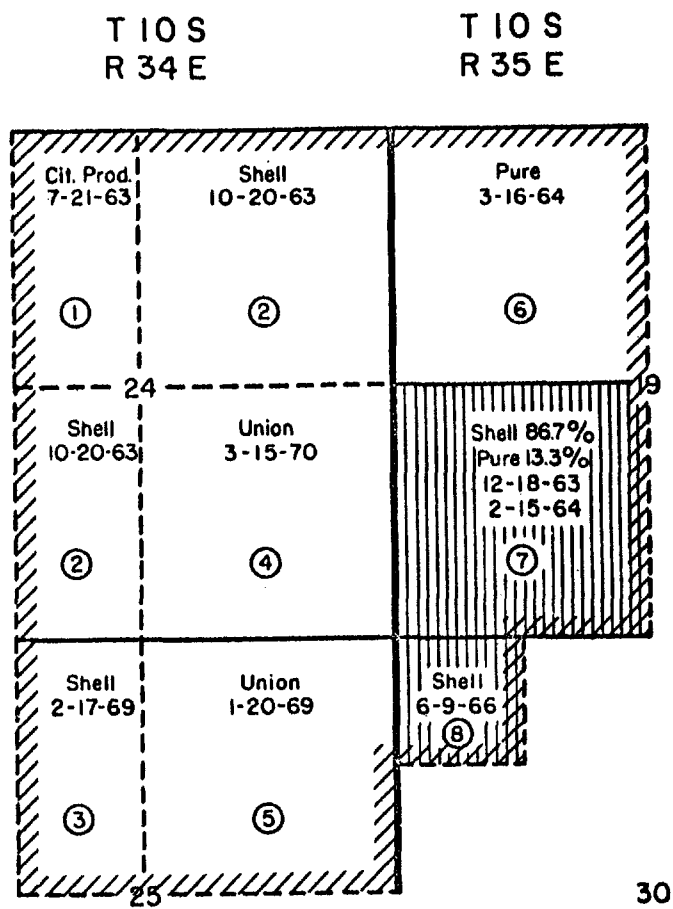 T 10 S
R 34 E
T 10 S
R 35 E
Cit. Prod.
7-21-63
①
Shell
10-20-63
②
Pure
3-16-64
⑥
24
19
Shell
10-20-63
②
Union
3-15-70
④
Shell 86.7%
Pure 13.3%
12-18-63
2-15-64
⑦
Shell
2-17-69
③
Union
1-20-69
⑤
Shell
6-9-66
⑧
25
30